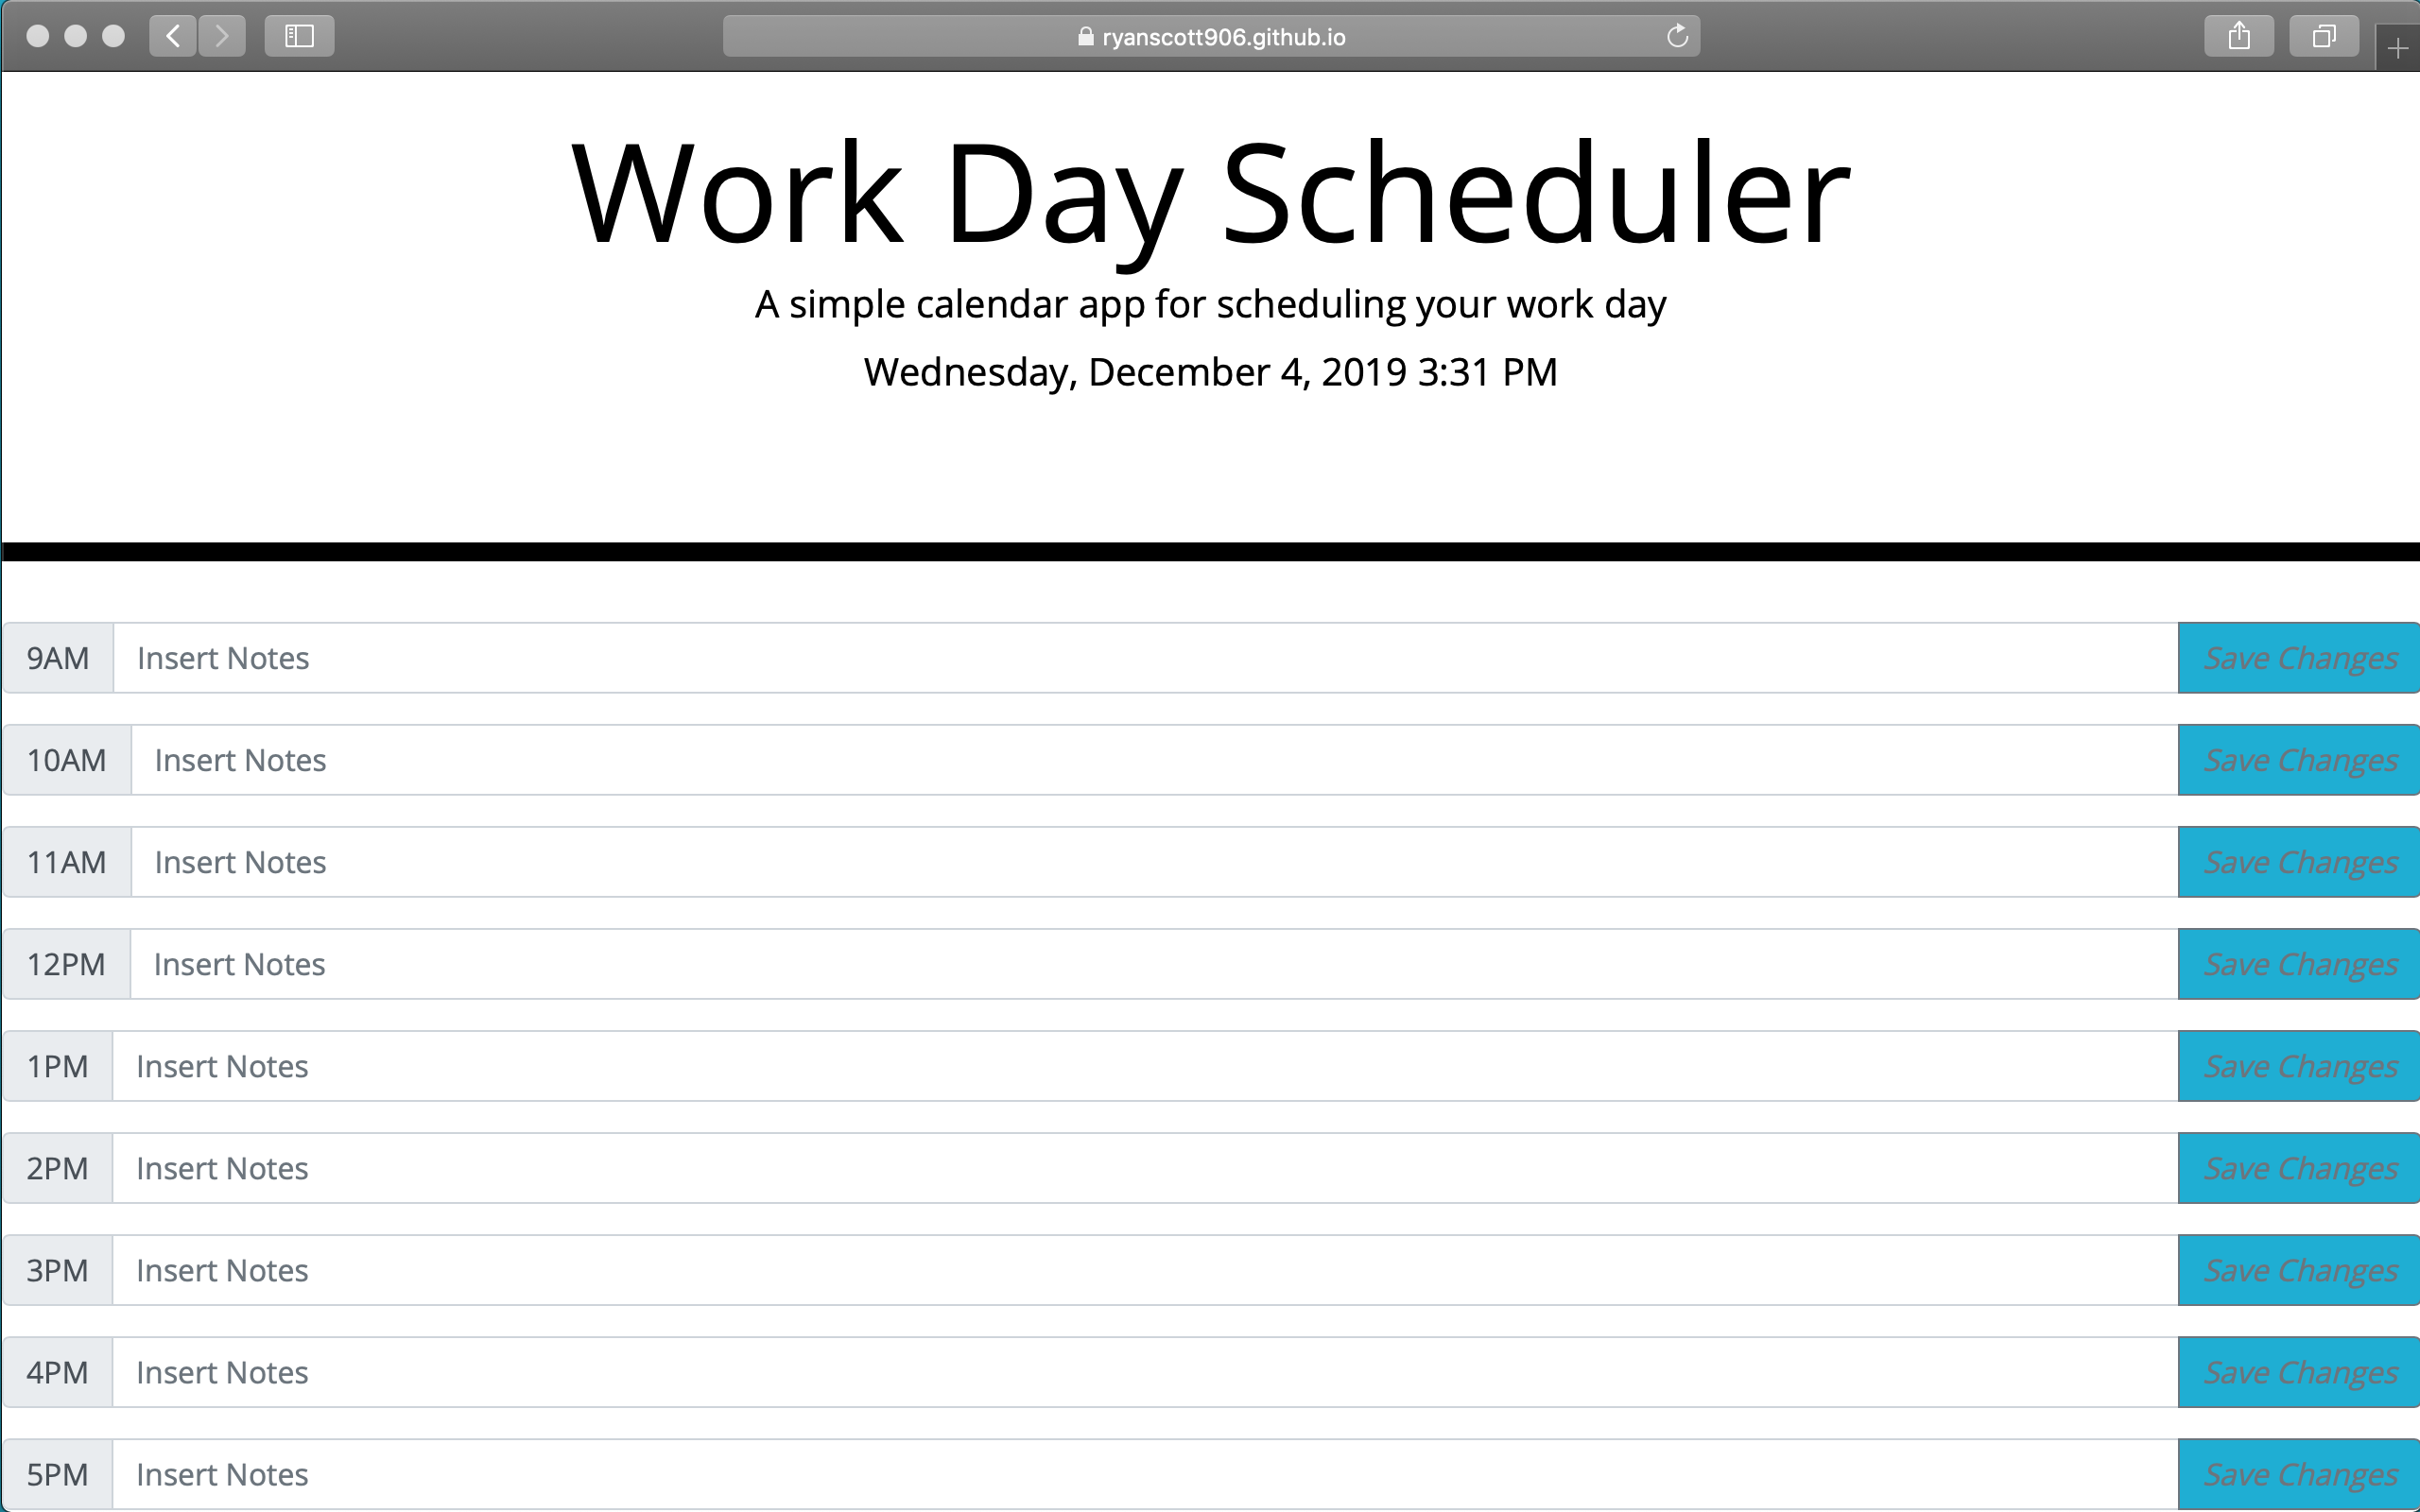 ryanscott906.github.io
Work Day Scheduler
A simple calendar app for scheduling your work day
Wednesday, December 4, 2019 3:31 PM
9AM Insert Notes Save Changes
10AM Insert Notes Save Changes
11AM Insert Notes Save Changes
12PM Insert Notes Save Changes
1PM Insert Notes Save Changes
2PM Insert Notes Save Changes
3PM Insert Notes Save Changes
4PM Insert Notes Save Changes
5PM Insert Notes Save Changes